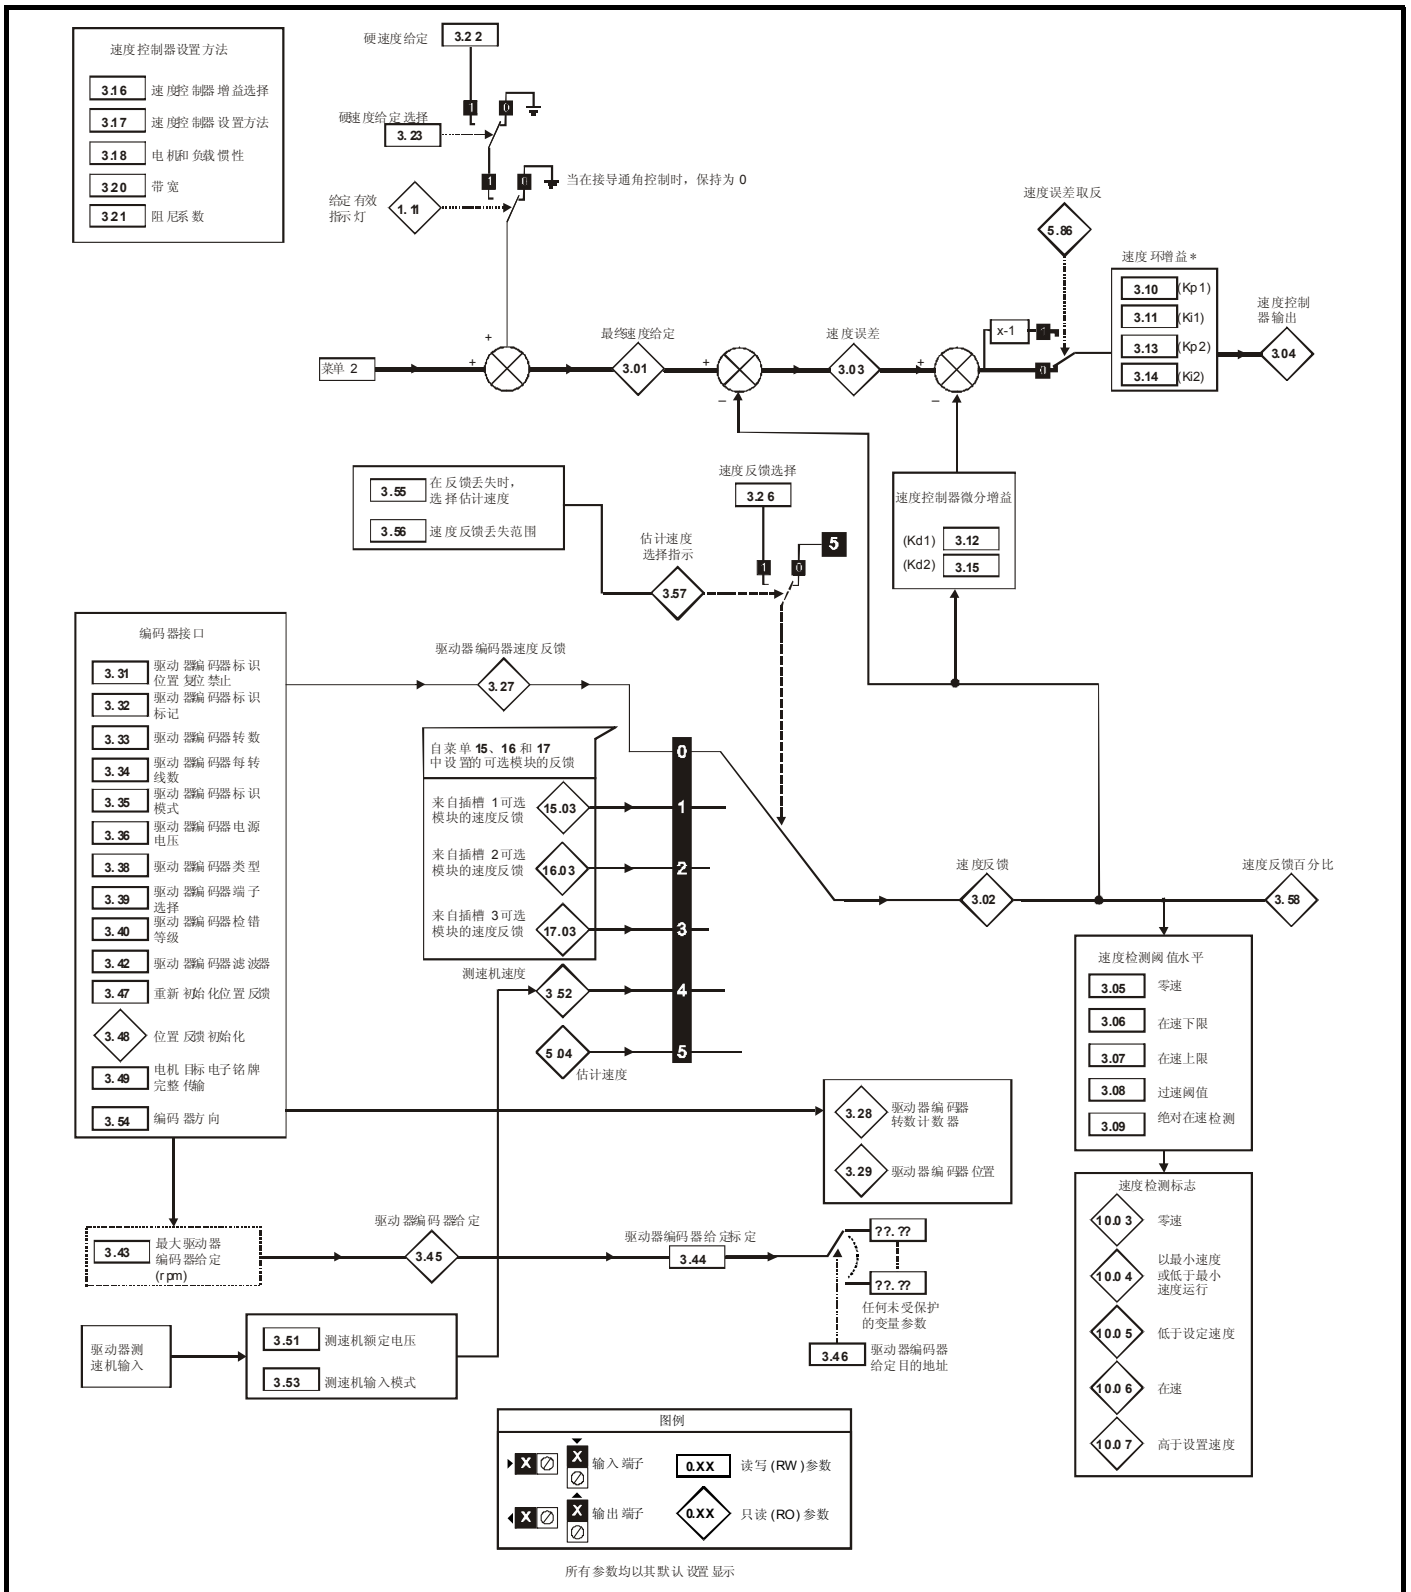 速度控制器设置方法
3.16 速度控制器增益选择
3.17 速度控制器设置方法
3.18 电机和负载惯性
3.20 带宽
3.21 阻尼系数
硬速度给定 3.22
1 0
硬速度给定选择
3.23
1 0 当在接导通角控制时，保持为 0
给定有效
指示灯
1.11
速度误差取反
5.86
速度环增益*
3.10 (Kp1)
3.11 (Ki1)
3.13 (Kp2)
3.14 (Ki2)
速度控制
器输出
3.04
x-1 1
0
菜单 2
+
+
最终速度给定
3.01
+
−
速度误差
3.03
+
−
3.55 在反馈丢失时，
选择估计速度
3.56 速度反馈丢失范围
速度反馈选择
3.26
5
1 0
估计速度
选择指示
3.57
速度控制器微分增益
(Kd1) 3.12
(Kd2) 3.15
编码器接口
3.31 驱动器编码器标识
位置复位禁止
3.32 驱动器编码器标识
标记
3.33 驱动器编码器转数
3.34 驱动器编码器每转
线数
3.35 驱动器编码器标识
模式
3.36 驱动器编码器电源
电压
3.38 驱动器编码器类型
3.39 驱动器编码器端子
选择
3.40 驱动器编码器检错
等级
3.42 驱动器编码器滤波器
3.47 重新初始化位置反馈
3.48 位置反馈初始化
3.49 电机目标电子铭牌
完整传输
3.54 编码器方向
驱动器编码器速度反馈
3.27
自菜单 15、16 和 17
中设置的可选模块的反馈
来自插槽 1可选
模块的速度反馈
15.03
来自插槽 2可选
模块的速度反馈
16.03
来自插槽 3可选
模块的速度反馈
17.03
测速机速度
3.52
5.04
估计速度
0
1
2
3
4
5
速度反馈
3.02
速度反馈百分比
3.58
速度检测阈值水平
3.05 零速
3.06 在速下限
3.07 在速上限
3.08 过速阈值
3.09 绝对在速检测
速度检测标志
10.03 零速
10.04 以最小速度
或低于最小
速度运行
10.05 低于设定速度
10.06 在速
10.07 高于设置速度
3.28 驱动器编码器
转数计数器
3.29 驱动器编码器位置
3.43 最大驱动器
编码器给定
(rpm)
驱动器编码器给定
3.45
驱动器编码器给定标定
3.44
??.??
??.??
任何未受保护
的变量参数
3.46 驱动器编码器
给定目的地址
驱动器测
速机输入
3.51 测速机额定电压
3.53 测速机输入模式
图例
X X 输入端子
0.XX 读写 (RW)参数
X X 输出端子
0.XX 只读 (RO) 参数
所有参数均以其默认设置显示